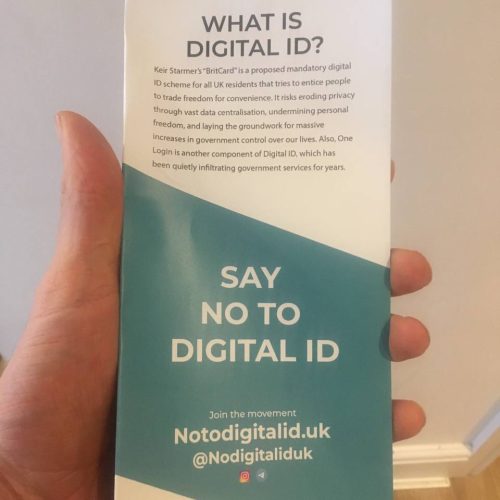 WHAT IS
DIGITAL ID?
Keir Starmer's "BritCard" is a proposed mandatory digital
ID scheme for all UK residents that tries to entice people
to trade freedom for convenience. It risks eroding privacy
through vast data centralisation, undermining personal
freedom, and laying the groundwork for massive
increases in government control over our lives. Also, One
Login is another component of Digital ID, which has
been quietly infiltrating government services for years.
SAY
NO TO
DIGITAL ID
Join the movement
Notodigitalid.uk
@Nodigitaliduk